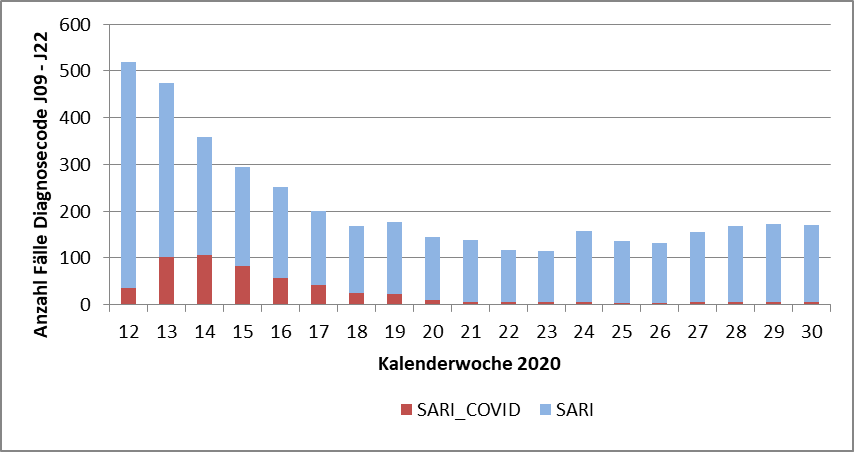 Anzahl Fälle Diagnosecode J09 - J22
600
500
400
300
200
100
0
12 13 14 15 16 17 18 19 20 21 22 23 24 25 26 27 28 29 30
Kalenderwoche 2020
SARI_COVID SARI